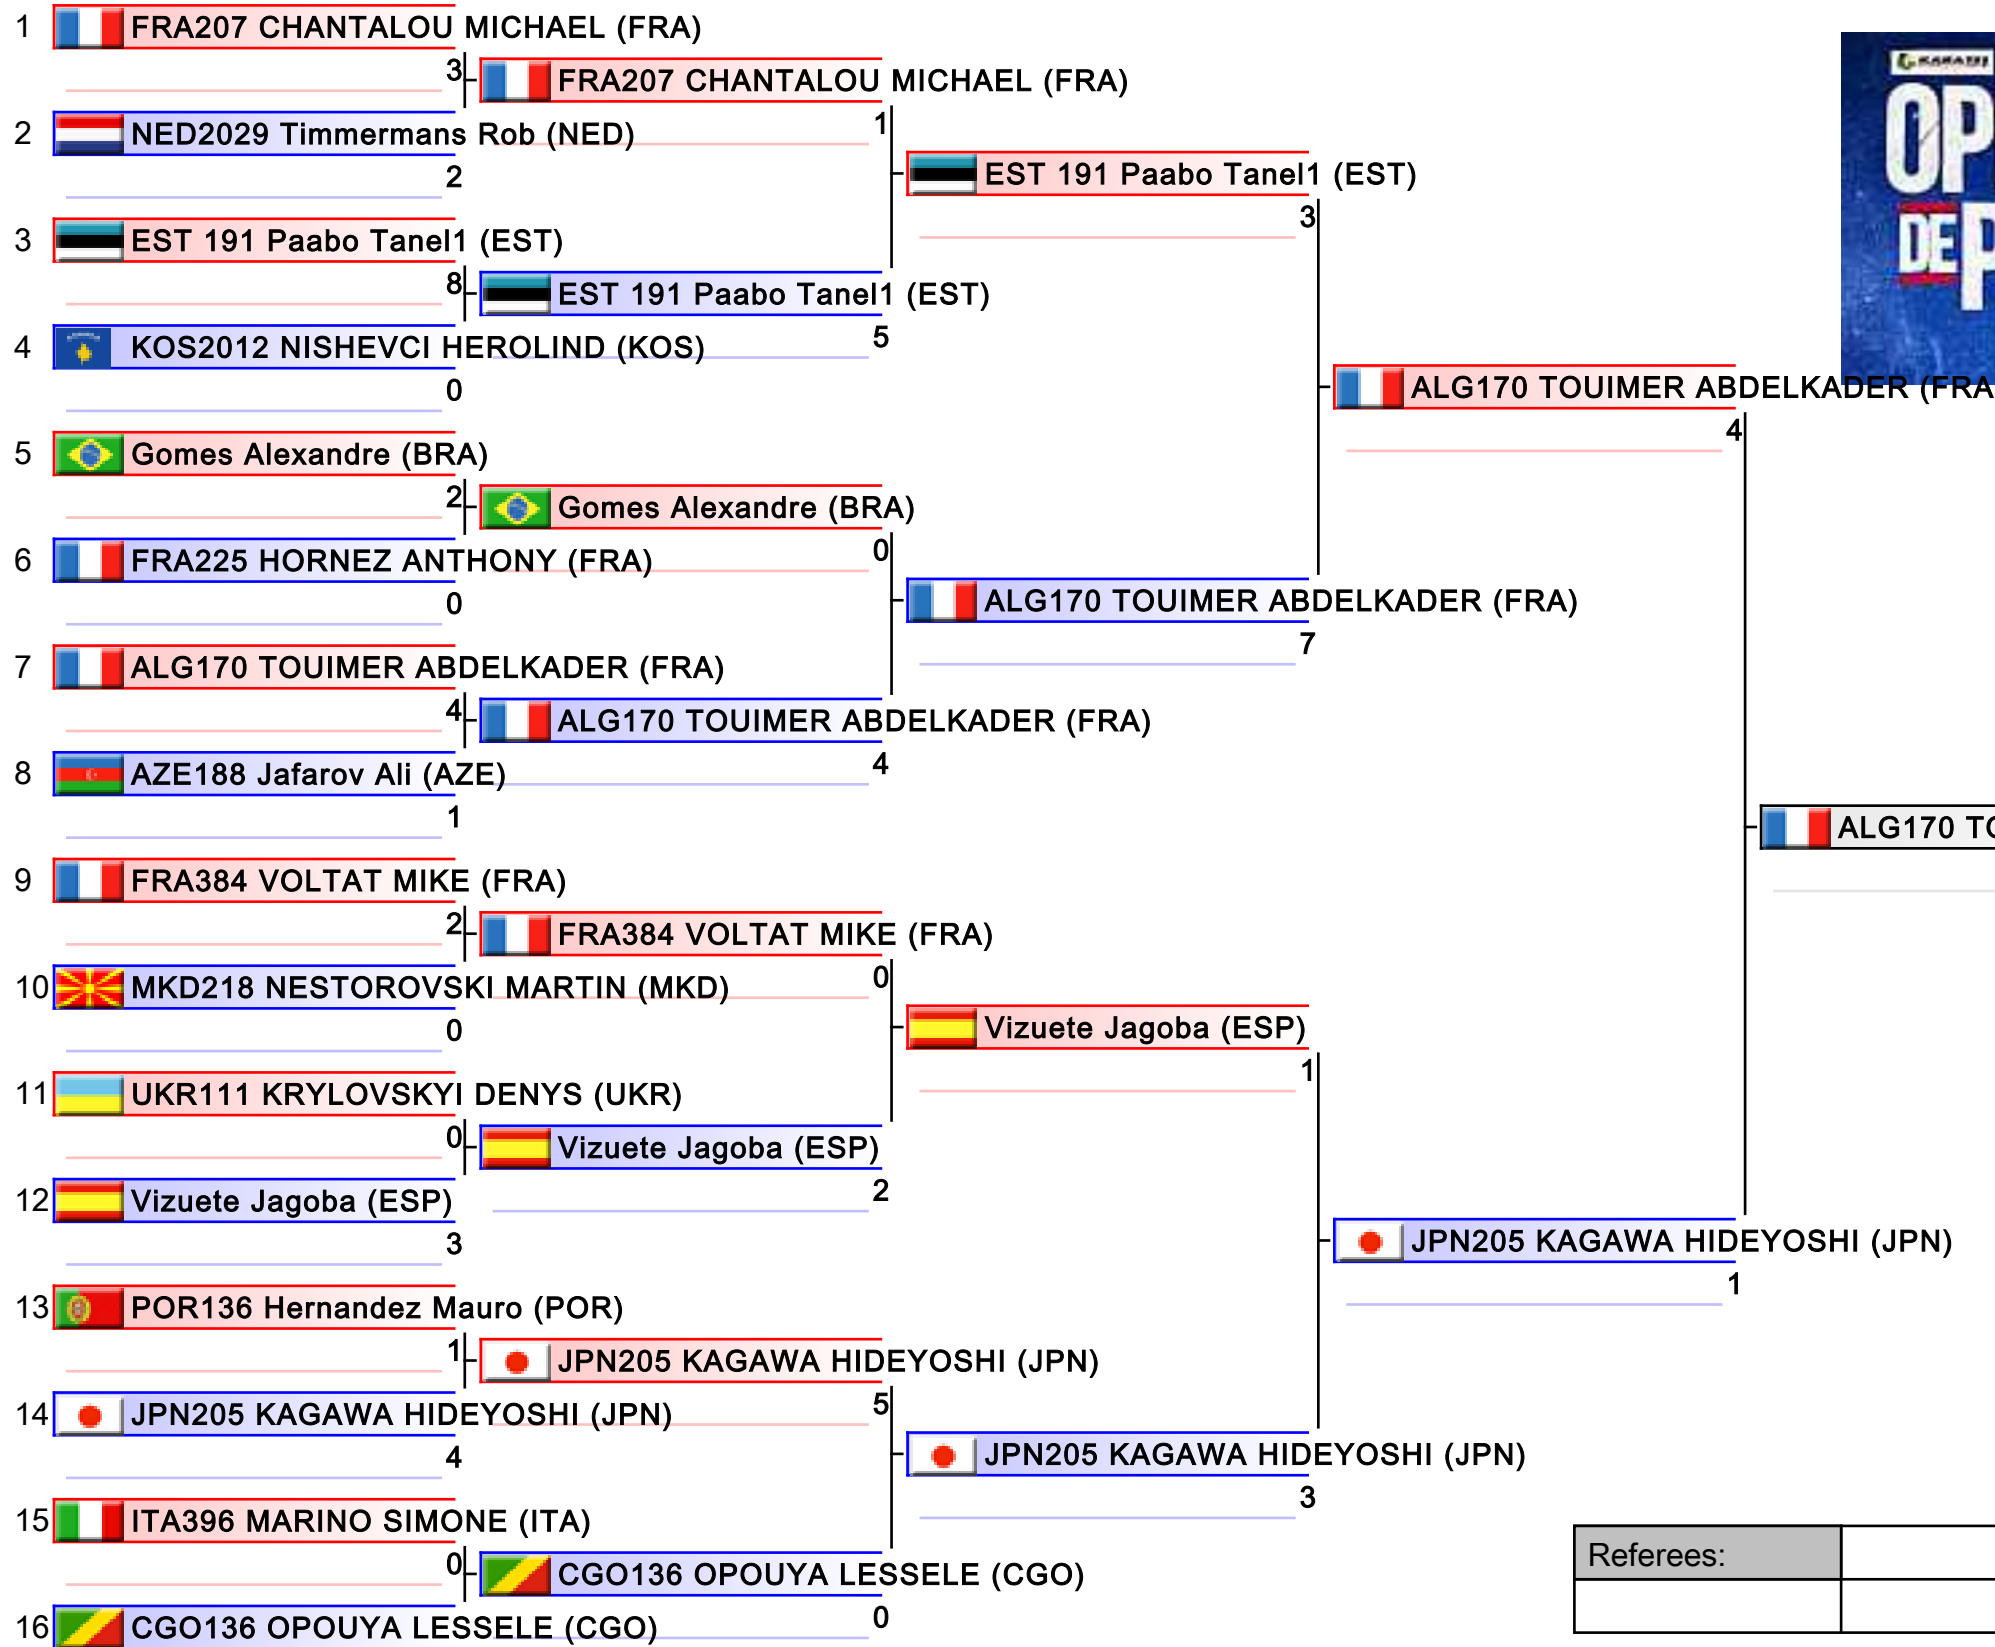 1 FRA207 CHANTALOU MICHAEL (FRA)
3
2 NED2029 Timmermans Rob (NED)
2
3 EST 191 Paabo Tanel1 (EST)
8
4 KOS2012 NISHEVCI HEROLIND (KOS)
0
5 Gomes Alexandre (BRA)
2
6 FRA225 HORNEZ ANTHONY (FRA)
0
7 ALG170 TOUIMER ABDELKADER (FRA)
4
8 AZE188 Jafarov Ali (AZE)
1
9 FRA384 VOLTAT MIKE (FRA)
2
10 MKD218 NESTOROVSKI MARTIN (MKD)
0
11 UKR111 KRYLOVSKYI DENYS (UKR)
0
12 Vizuete Jagoba (ESP)
3
13 POR136 Hernandez Mauro (POR)
1
14 JPN205 KAGAWA HIDEYOSHI (JPN)
4
15 ITA396 MARINO SIMONE (ITA)
0
16 CGO136 OPOUYA LESSELE (CGO)
FRA207 CHANTALOU MICHAEL (FRA)
1
EST 191 Paabo Tanel1 (EST)
5
Gomes Alexandre (BRA)
0
ALG170 TOUIMER ABDELKADER (FRA)
4
FRA384 VOLTAT MIKE (FRA)
0
Vizuete Jagoba (ESP)
2
JPN205 KAGAWA HIDEYOSHI (JPN)
5
CGO136 OPOUYA LESSELE (CGO)
0
EST 191 Paabo Tanel1 (EST)
3
ALG170 TOUIMER ABDELKADER (FRA)
7
Vizuete Jagoba (ESP)
1
JPN205 KAGAWA HIDEYOSHI (JPN)
3
ALG170 TOUIMER ABDELKADER (FRA
4
JPN205 KAGAWA HIDEYOSHI (JPN)
1
ALG170 TO
OP
DE P
Referees: